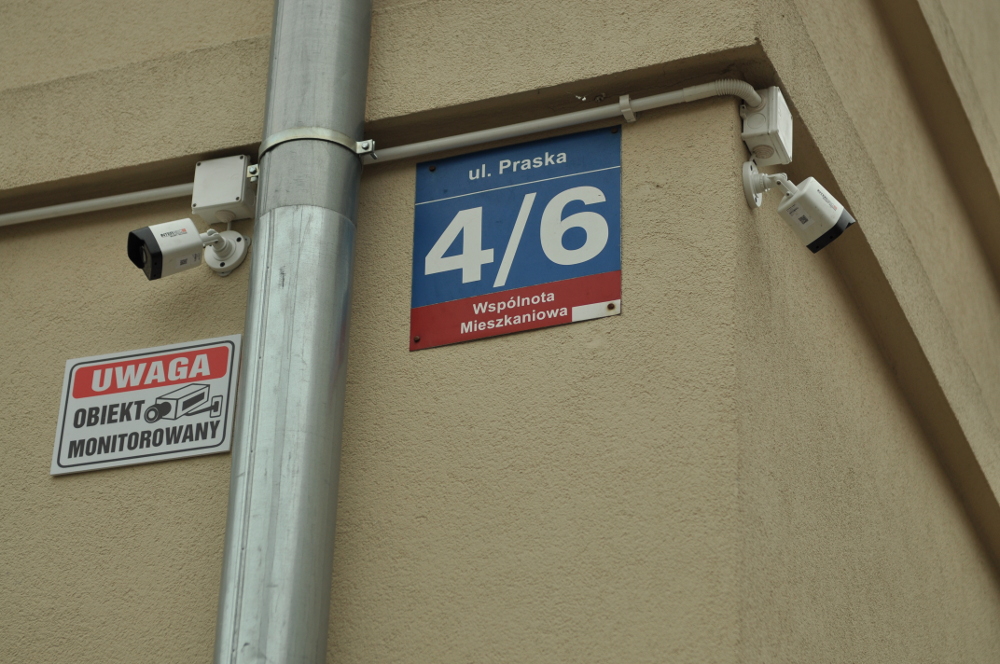 ul. Praska
4/6
Wspólnota
Mieszkaniowa
UWAGA
OBIEKT
MONITOROWANY